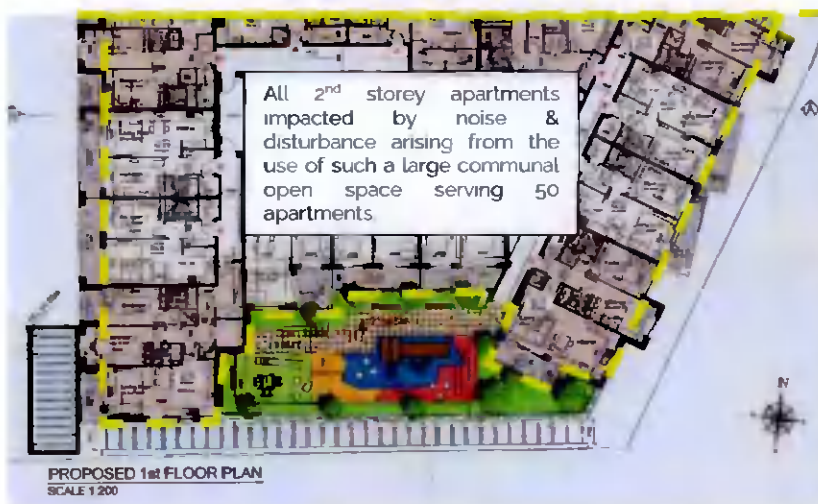 All 2nd storey apartments
impacted by noise &
disturbance arising from the
use of such a large communal
open space serving 50
apartments
N
PROPOSED 1st FLOOR PLAN
SCALE 1:200